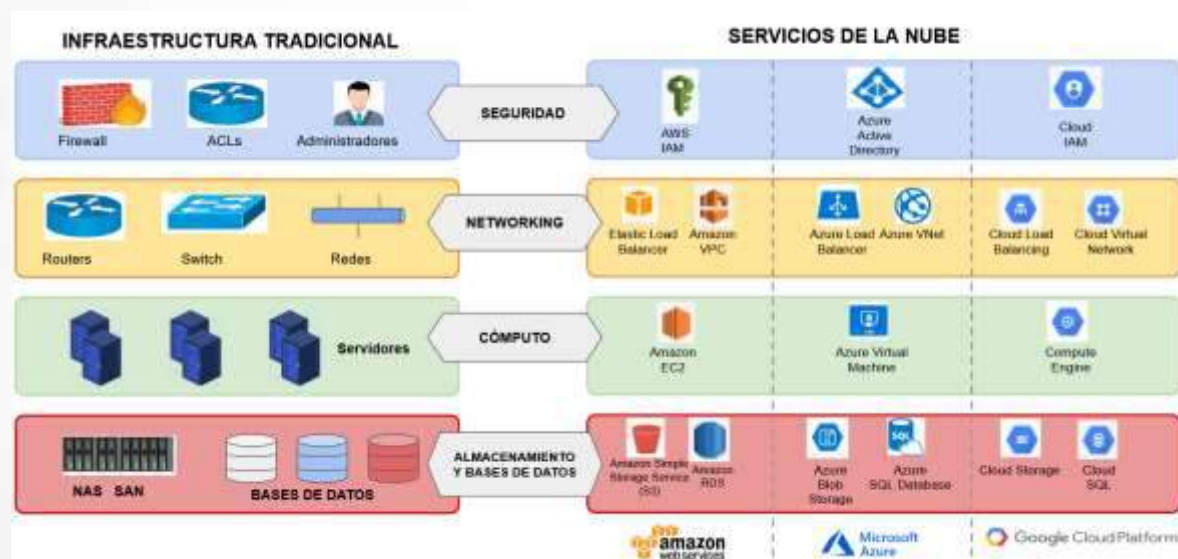 INFRAESTRUCTURA TRADICIONAL
SERVICIOS DE LA NUBE
Firewall
ACLs
Administradores
SEGURIDAD
AWS
IAM
Azure
Active
Directory
Cloud
IAM
Routers
Switch
Redes
NETWORKING
Elastic Load
Balancer
Amazon
VPC
Azure Load
Balancer
Azure VNet
Cloud Load
Balancing
Cloud Virtual
Network
Servidores
CÓMPUTO
Amazon
EC2
Azure Virtual
Machine
Compute
Engine
NAS SAN
BASES DE DATOS
ALMACENAMIENTO
Y BASES DE DATOS
Amazon Simple
Storage Service
(S3)
Amazon
RDS
Azure
Blob
Storage
SQL
Azure
SQL Database
Cloud Storage
Cloud
SQL
amazon
web services
Microsoft
Azure
Google Cloud Platform